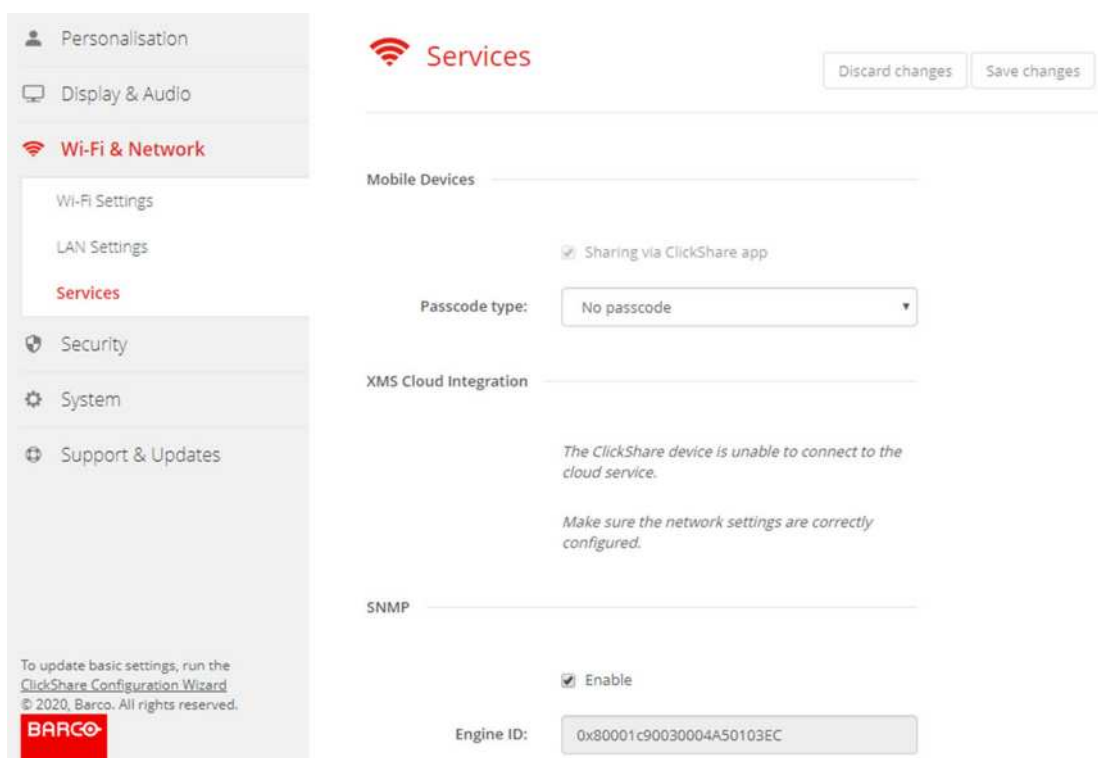 Personalisation
Display & Audio
Wi-Fi & Network
Wi-Fi Settings
LAN Settings
Services
Security
System
Support & Updates
To update basic settings, run the
ClickShare Configuration Wizard
© 2020, Barco. All rights reserved.
BARCO
Services
Discard changes
Save changes
Mobile Devices
Sharing via ClickShare app
Passcode type:
No passcode
XMS Cloud Integration
The ClickShare device is unable to connect to the
cloud service.
Make sure the network settings are correctly
configured.
SNMP
Enable
Engine ID:
0x80001c90030004A50103EC